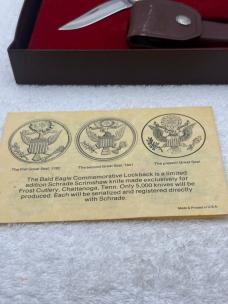 The first Great Seal, 1782
The second Great Seal, 1841
The present Great Seal
The Bald Eagle Commemorative Lockback is a limited
edition Schrade Scrimshaw knife made exclusively for
Frost Cutlery, Chattanooga, Tenn. Only 5,000 knives will be
produced. Each will be serialized and registered directly
with Schrade.
Made & Printed in U.S.A.